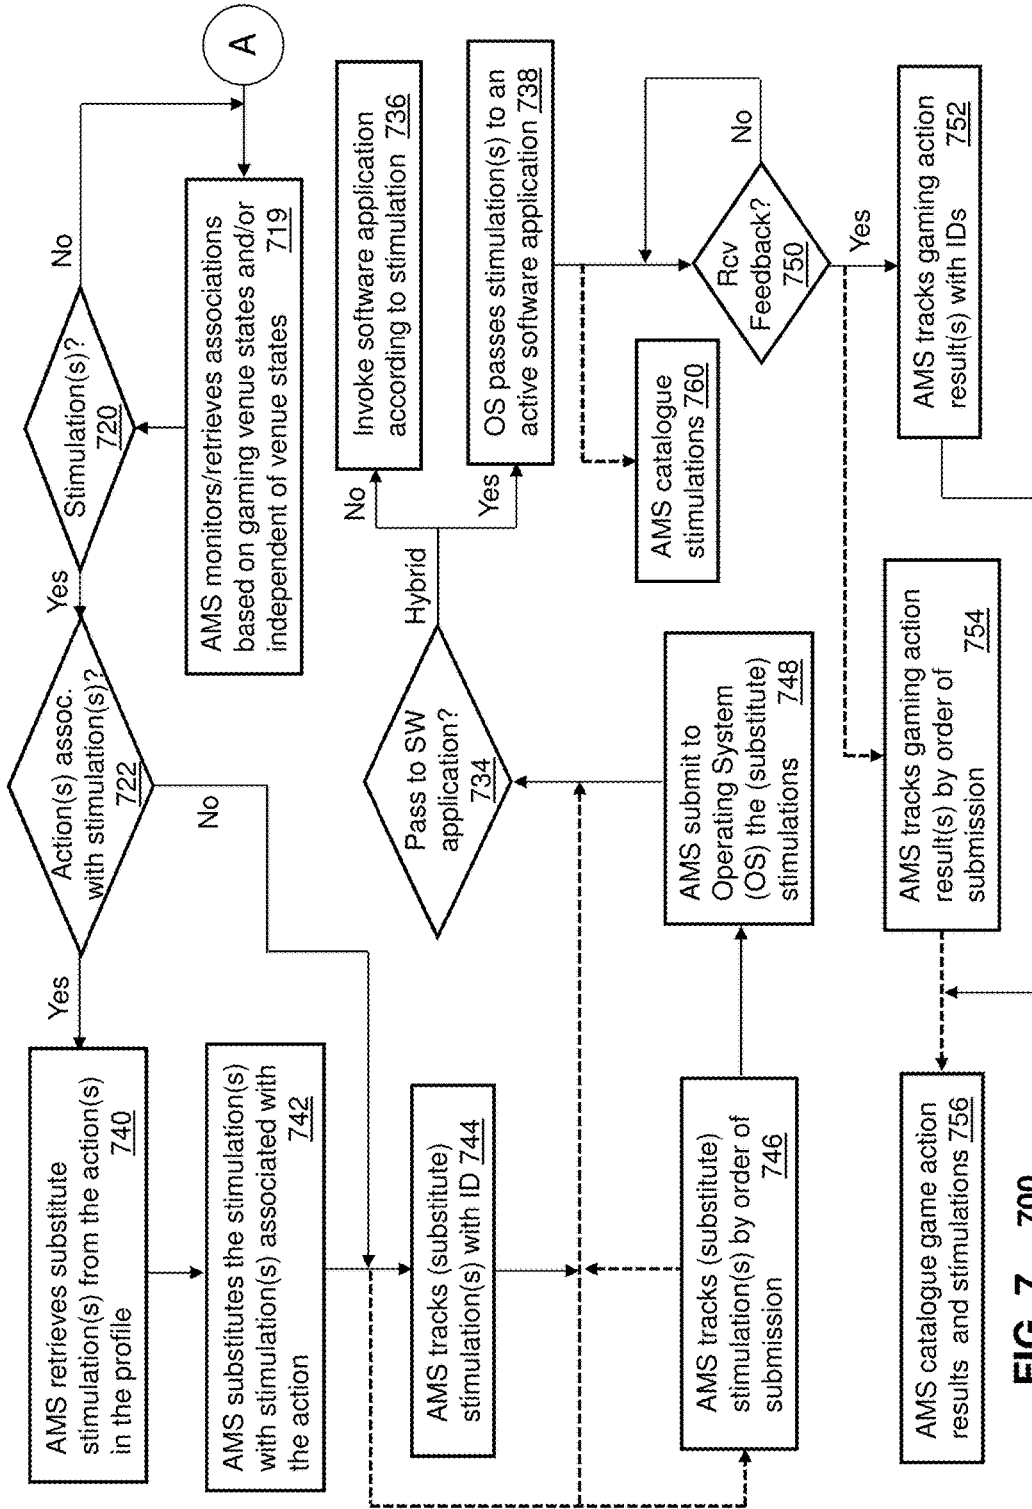 A
AMS monitors/retrieves associations
based on gaming venue states and/or
independent of venue states 719
Stimulation(s)?
720
No
Yes
Action(s) assoc.
with stimulation(s)?
722
No
Yes
AMS retrieves substitute
stimulation(s) from the action(s)
in the profile 740
AMS substitutes the stimulation(s)
with stimulation(s) associated with
the action 742
AMS tracks (substitute)
stimulation(s) with ID 744
AMS tracks (substitute)
stimulation(s) by order of
submission 746
AMS submit to
Operating System
(OS) the (substitute)
stimulations 748
Pass to SW
application?
734
Hybrid
No
Yes
Invoke software application
according to stimulation 736
OS passes stimulation(s) to an
active software application 738
AMS catalogue
stimulations 760
Rcv
Feedback?
750
No
Yes
AMS tracks gaming action
result(s) with IDs 752
AMS tracks gaming action
result(s) by order of
submission 754
AMS catalogue game action
results and stimulations 756
FIG. 7 700